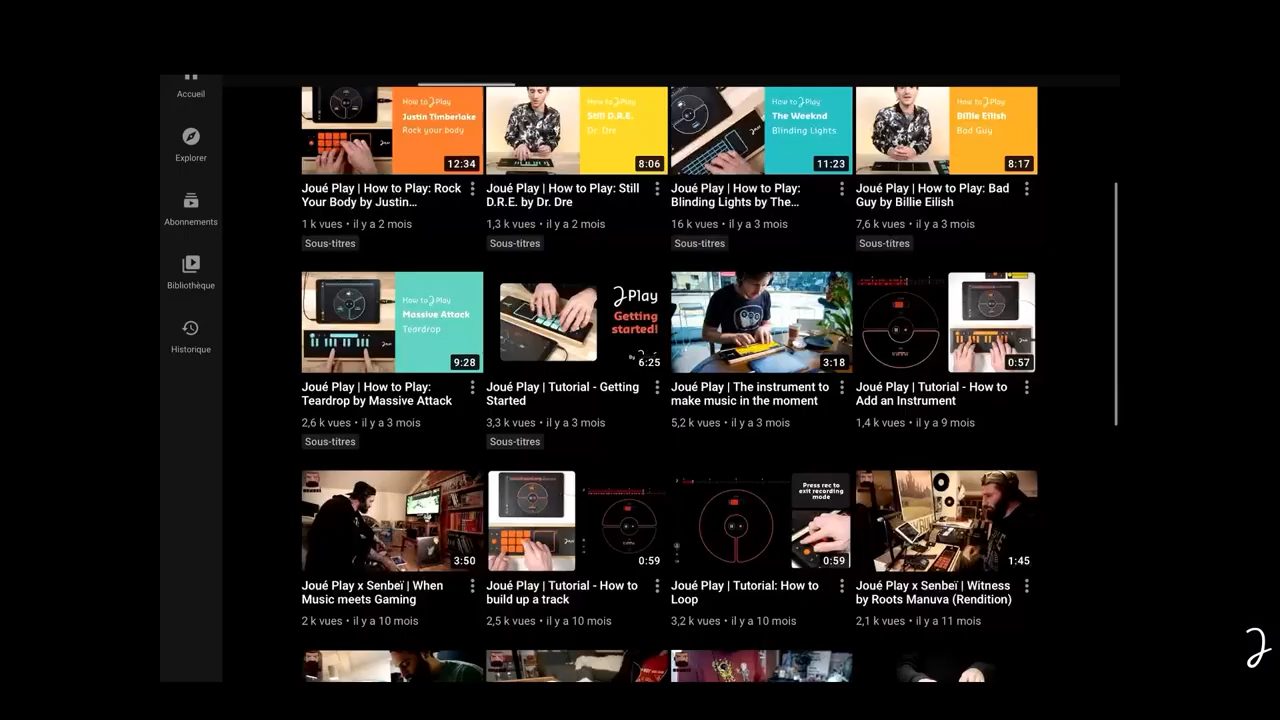 Accueil
Explorer
Abonnements
Bibliothèque
Historique
How to Play
Justin Timberlake
Rock your body
12:34
How to Play
Still D.R.E.
Dr. Dre
8:06
How to Play
The Weeknd
Blinding Lights
11:23
How to Play
Billie Eilish
Bad Guy
8:17
Joué Play | How to Play: Rock
Your Body by Justin…
1 k vues • il y a 2 mois
Sous-titres
Joué Play | How to Play: Still
D.R.E. by Dr. Dre
1,3 k vues • il y a 2 mois
Sous-titres
Joué Play | How to Play:
Blinding Lights by The…
16 k vues • il y a 3 mois
Sous-titres
Joué Play | How to Play: Bad
Guy by Billie Eilish
7,6 k vues • il y a 3 mois
Sous-titres
How to Play
Massive Attack
Teardrop
9:28
Play
Getting
started!
By
6:25
3:18
0:57
Joué Play | How to Play:
Teardrop by Massive Attack
2,6 k vues • il y a 3 mois
Sous-titres
Joué Play | Tutorial - Getting
Started
3,3 k vues • il y a 3 mois
Sous-titres
Joué Play | The instrument to
make music in the moment
5,2 k vues • il y a 3 mois
Joué Play | Tutorial - How to
Add an Instrument
1,4 k vues • il y a 9 mois
3:50
0:59
Press rec to
exit recording
mode
0:59
1:45
Joué Play x Senbeï | When
Music meets Gaming
2 k vues • il y a 10 mois
Joué Play | Tutorial - How to
build up a track
2,5 k vues • il y a 10 mois
Joué Play | Tutorial: How to
Loop
3,2 k vues • il y a 10 mois
Joué Play x Senbeï | Witness
by Roots Manuva (Rendition)
2,1 k vues • il y a 11 mois